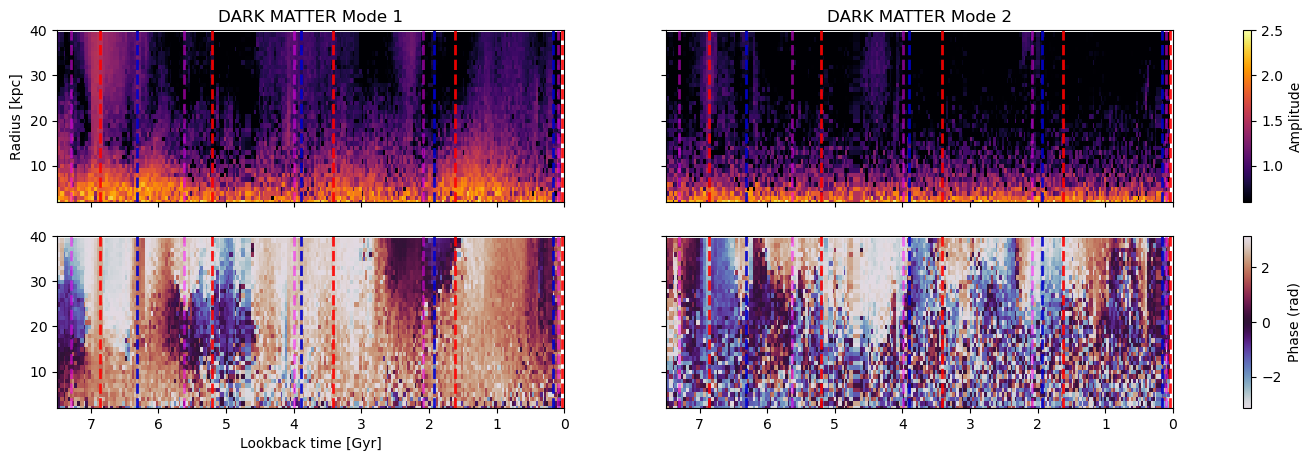 DARK MATTER Mode 1
DARK MATTER Mode 2
40
30
20
10
Radius [kpc]
2.5
2.0
1.5
1.0
Amplitude
40
30
20
10
7 6 5 4 3 2 1 0
Lookback time [Gyr]
7 6 5 4 3 2 1 0
2
0
−2
Phase (rad)